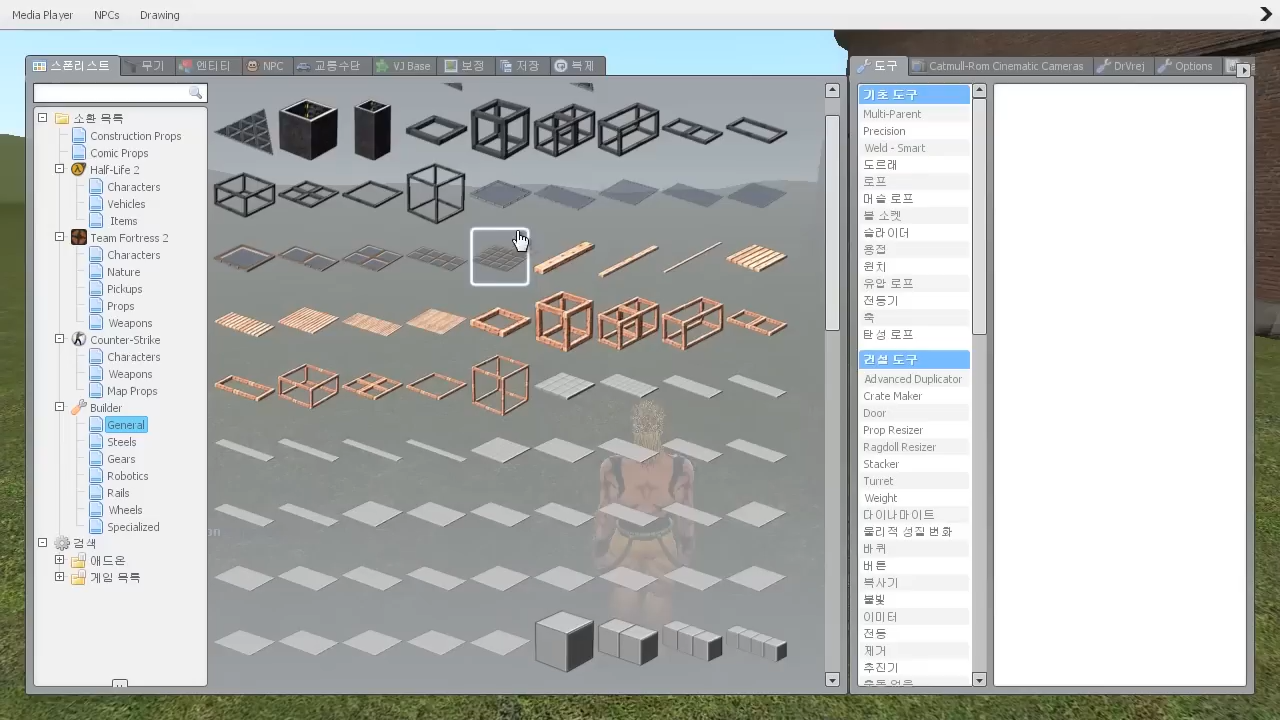 Media Player NPCs Drawing
스폰리스트 무기 엔티티 NPC 교통수단 VJ Base 보정 저장 복제
도구 Catmull-Rom Cinematic Cameras DrVrej Options
소환 목록
Construction Props
Comic Props
Half-Life 2
Characters
Vehicles
Items
Team Fortress 2
Characters
Nature
Pickups
Props
Weapons
Counter-Strike
Characters
Weapons
Map Props
Builder
General
Steels
Gears
Robotics
Rails
Wheels
Specialized
검색
애드온
게임 목록
기초 도구
Multi-Parent
Precision
Weld - Smart
도르래
로프
머슬 로프
볼 소켓
슬라이더
용접
윈치
유압 로프
전동기
축
탄성 로프
건설 도구
Advanced Duplicator
Crate Maker
Door
Prop Resizer
Ragdoll Resizer
Stacker
Turret
Weight
다이나마이트
물리적 성질 변화
바퀴
버튼
복사기
불빛
이미터
전등
제거
추진기